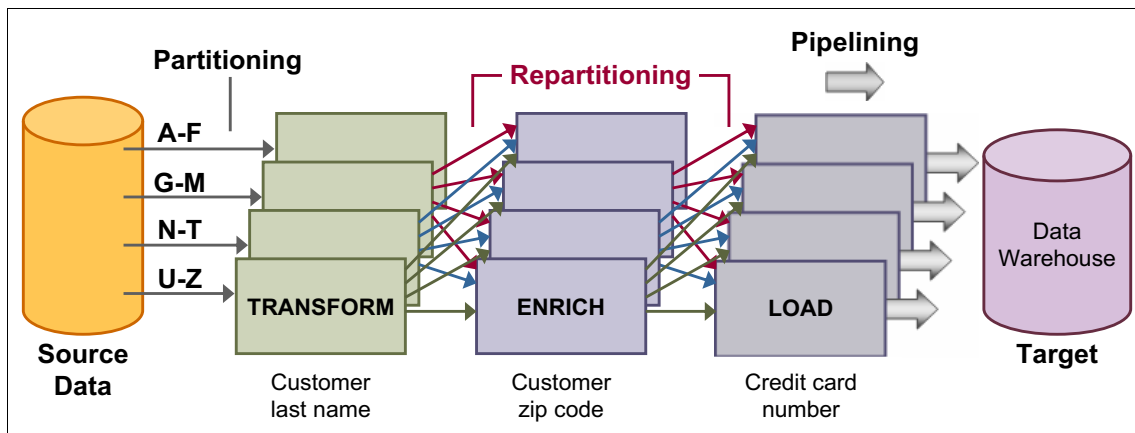 Pipelining
Partitioning
Repartitioning
A-F
G-M
N-T
U-Z
TRANSFORM
ENRICH
LOAD
Data
Warehouse
Source
Data
Target
Customer
last name
Customer
zip code
Credit card
number